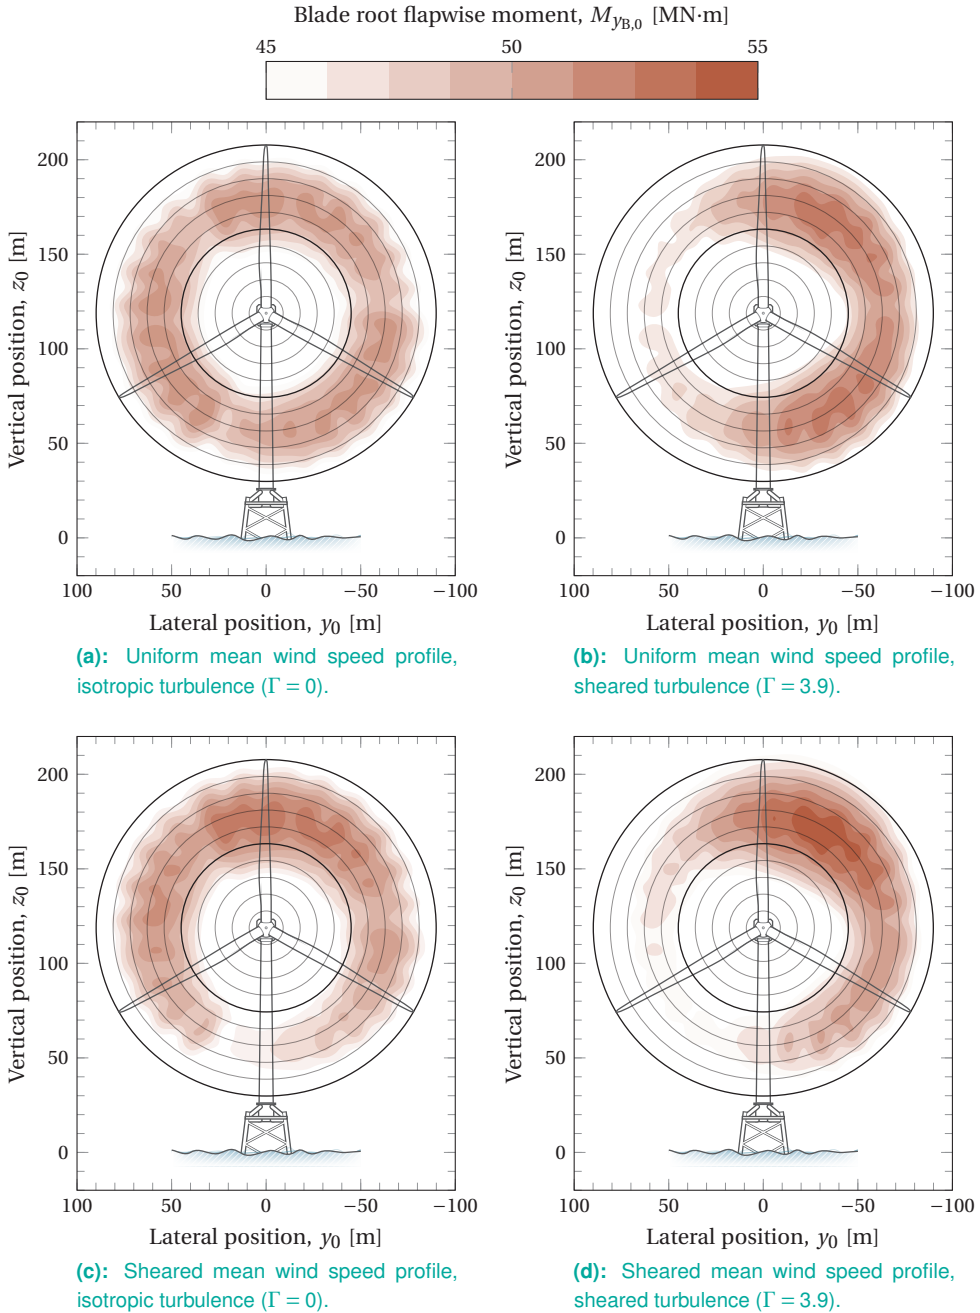 Blade root flapwise moment, M_{y_{B,0}} [MN·m]
45 50 55
200
150
100
50
0
Vertical position, z_0 [m]
100 50 0 −50 −100
Lateral position, y_0 [m]
(a): Uniform mean wind speed profile,
isotropic turbulence (Γ = 0).
200
150
100
50
0
Vertical position, z_0 [m]
100 50 0 −50 −100
Lateral position, y_0 [m]
(b): Uniform mean wind speed profile,
sheared turbulence (Γ = 3.9).
200
150
100
50
0
Vertical position, z_0 [m]
100 50 0 −50 −100
Lateral position, y_0 [m]
(c): Sheared mean wind speed profile,
isotropic turbulence (Γ = 0).
200
150
100
50
0
Vertical position, z_0 [m]
100 50 0 −50 −100
Lateral position, y_0 [m]
(d): Sheared mean wind speed profile,
sheared turbulence (Γ = 3.9).